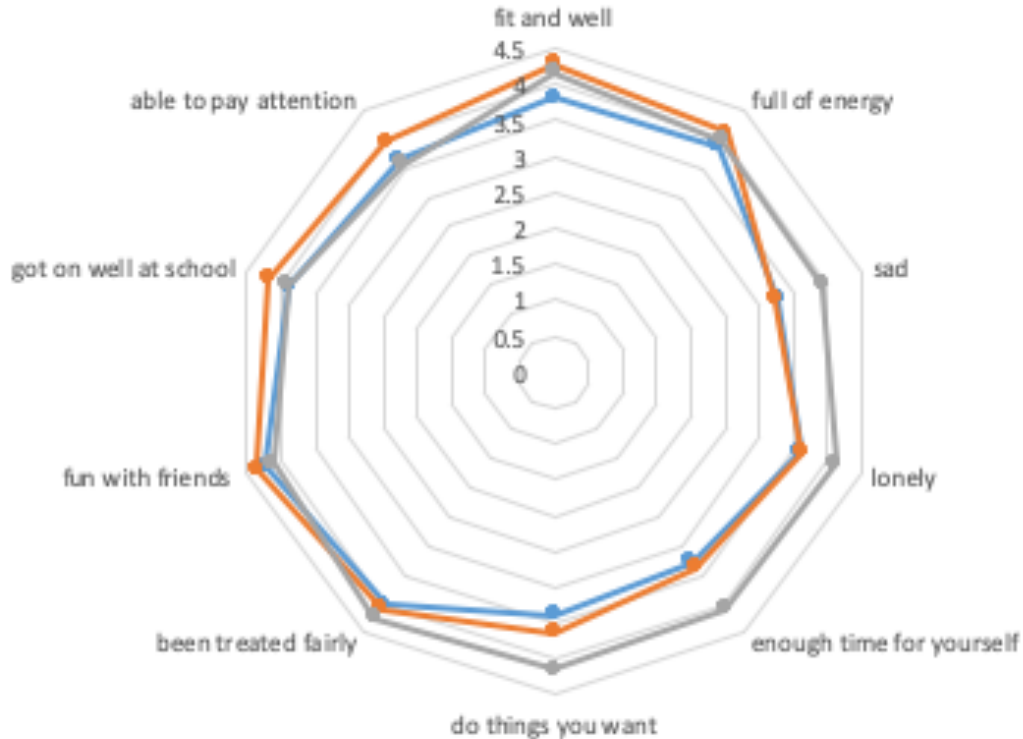 fit and well
4.5
able to pay attention
full of energy
4
3.5
3
2.5
2
got on well at school
sad
1.5
1
0.5
0
fun with friends
lonely
been treated fairly
enough time for yourself
do things you want